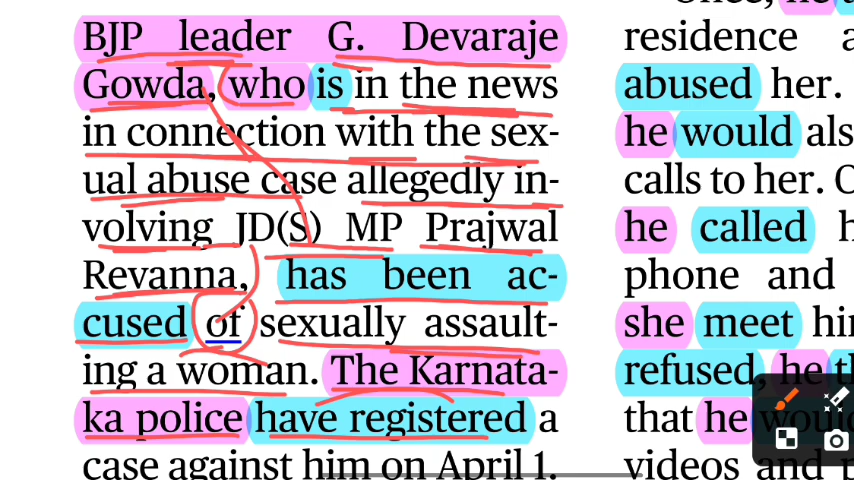 BJP leader G. Devaraje
Gowda, who is in the news
in connection with the sex-
ual abuse case allegedly in-
volving JD(S) MP Prajwal
Revanna, has been ac-
cused of sexually assault-
ing a woman. The Karnata-
ka police have registered a
case against him on April 1.
residence
abused her.
he would
calls to her.
he called
phone and
she meet
refused, he
that he would
videos and